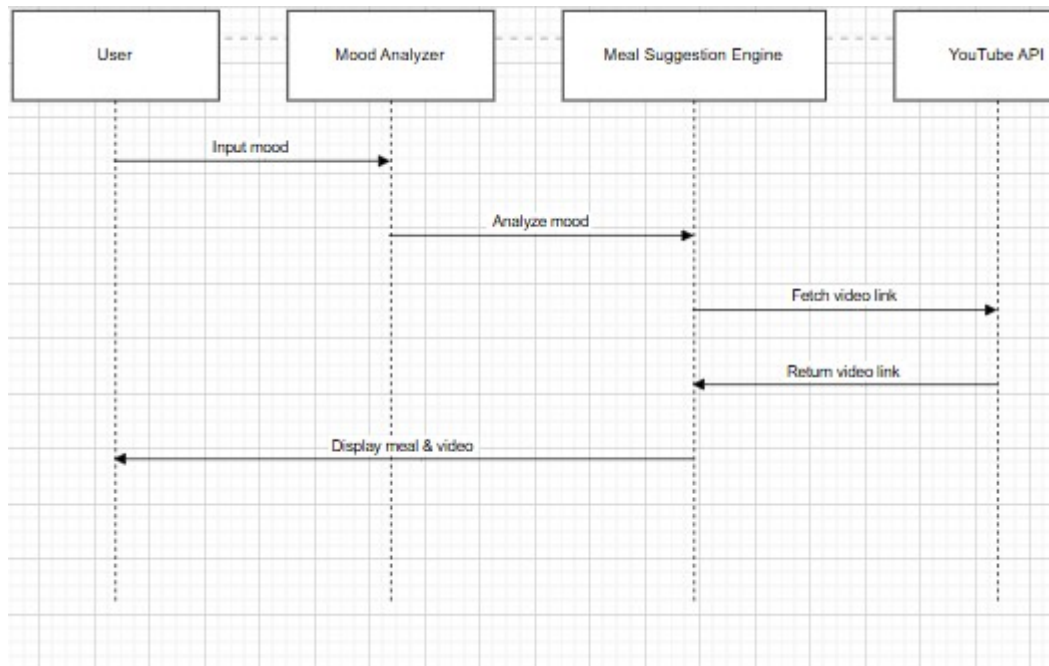 User
Mood Analyzer
Meal Suggestion Engine
YouTube API
Input mood
Analyze mood
Fetch video link
Return video link
Display meal & video